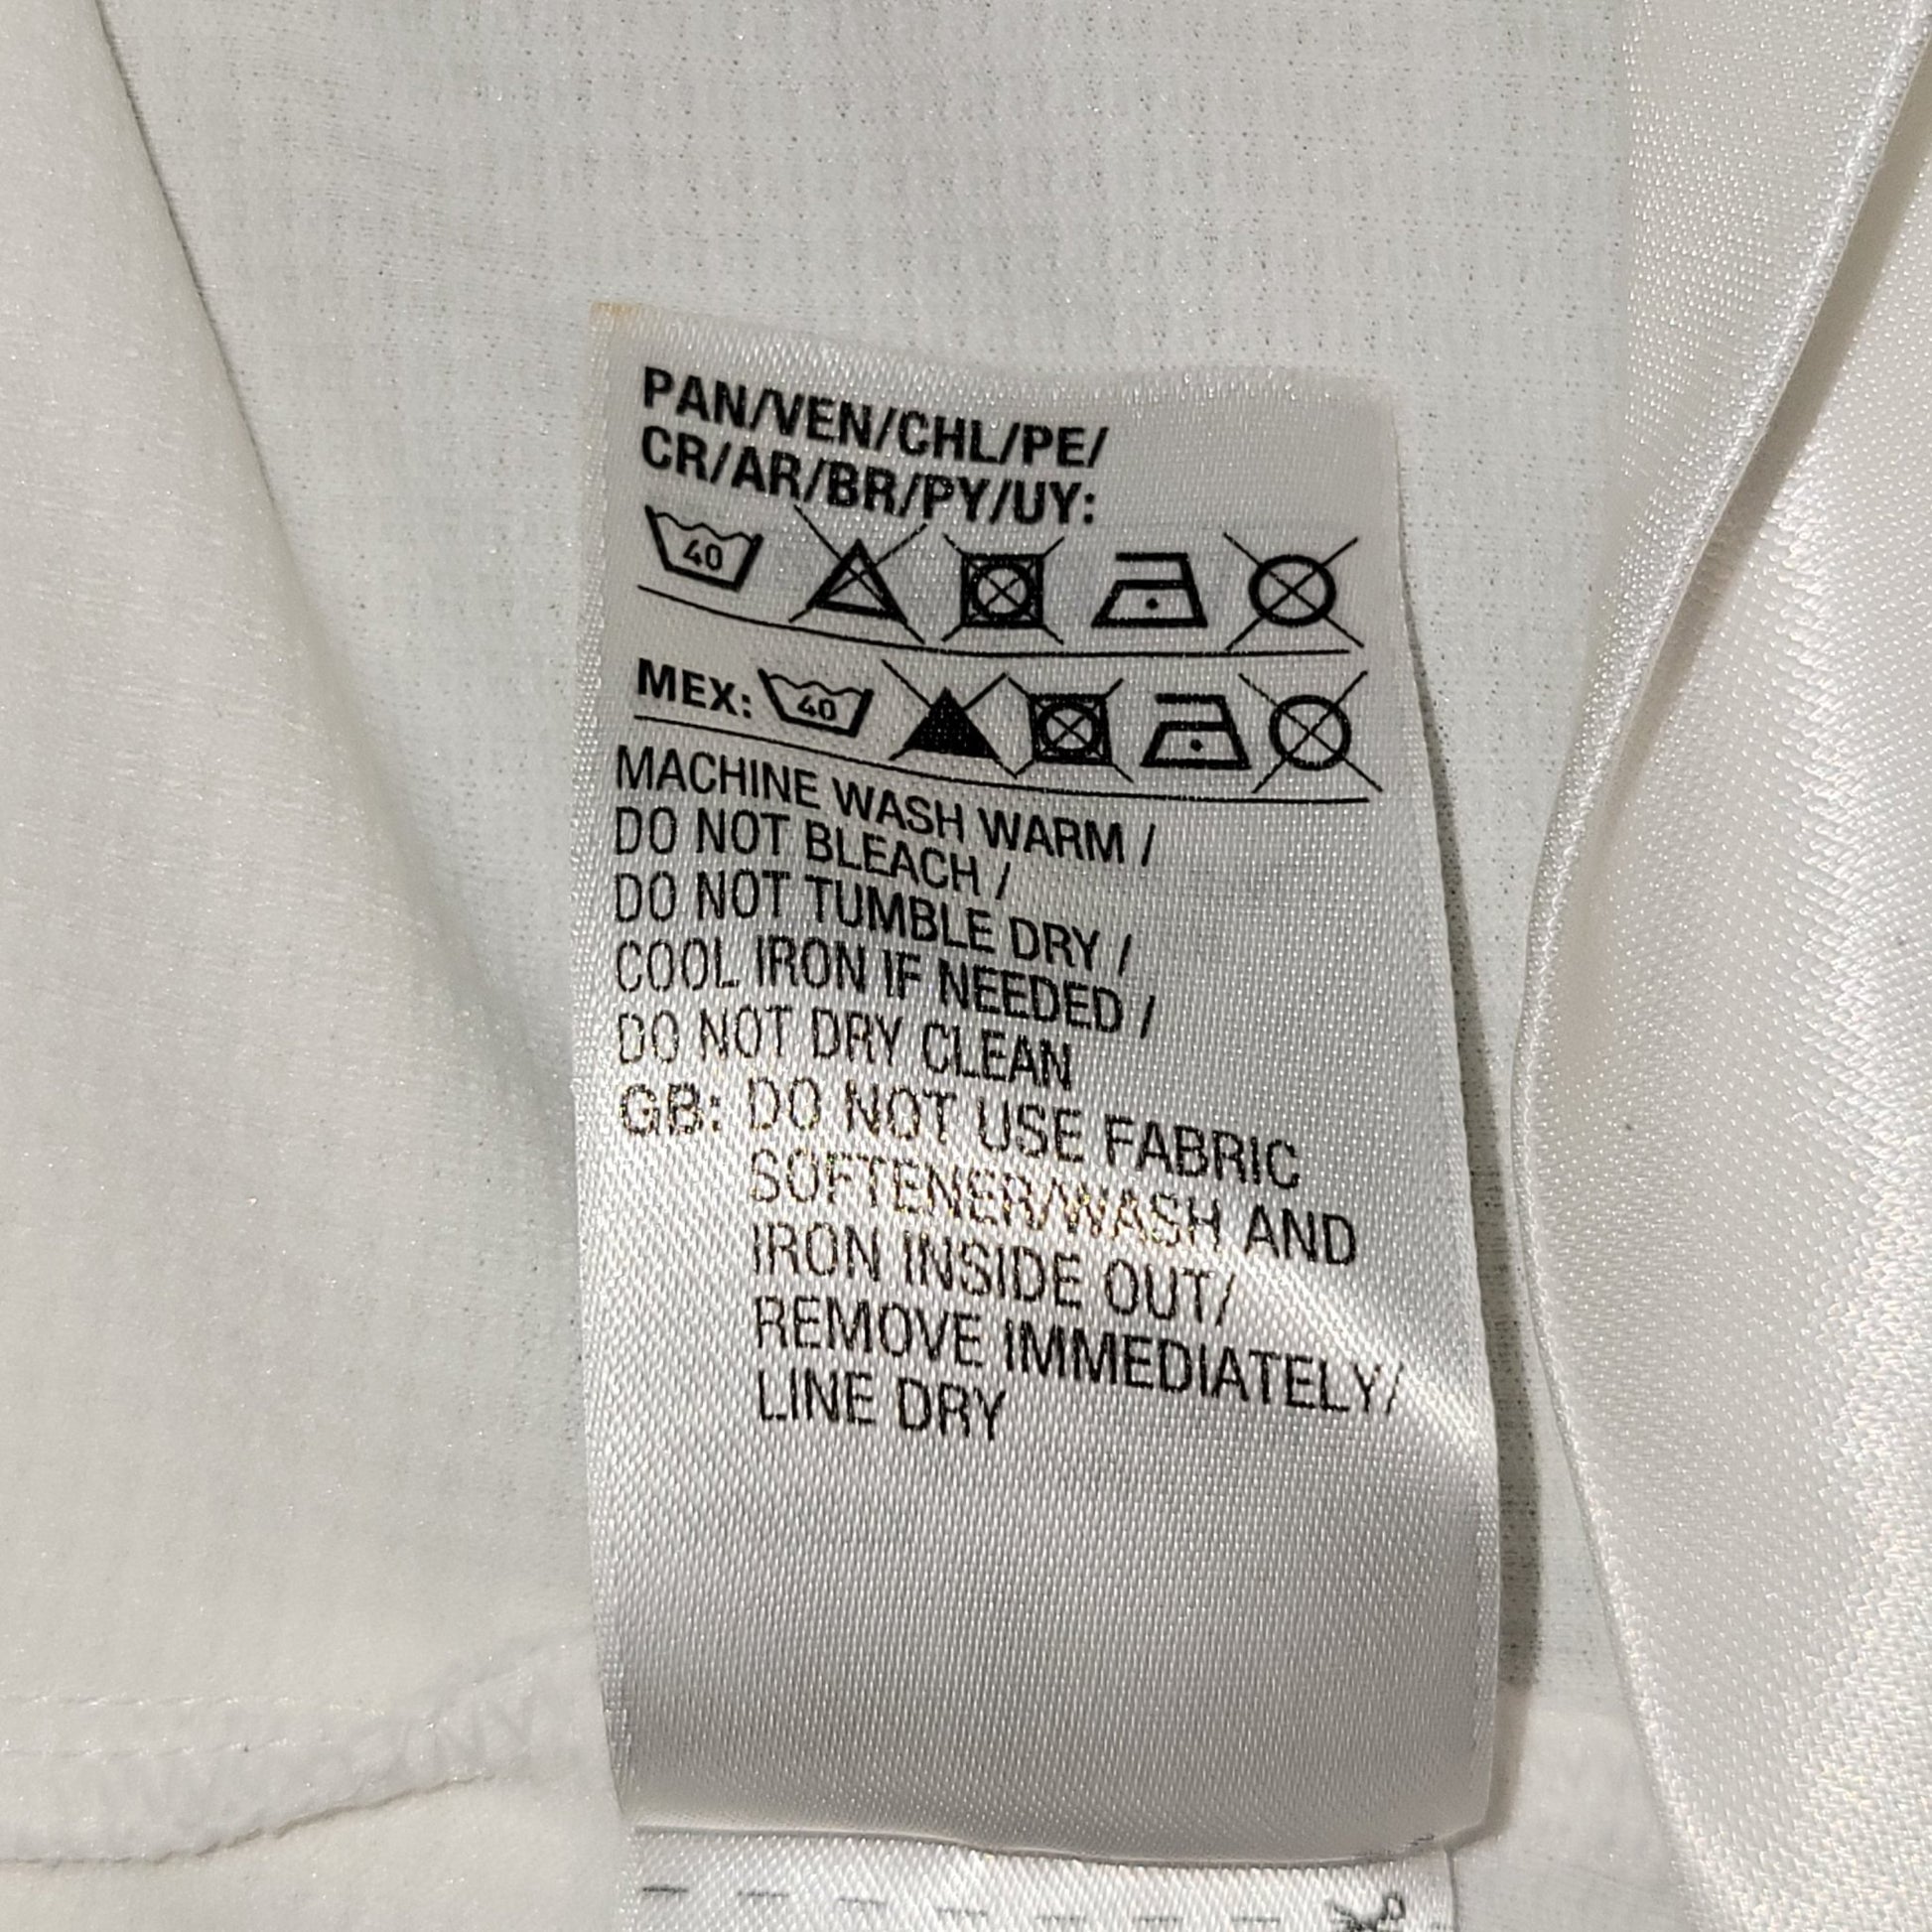 PAN/VEN/CHL/PE/
CR/AR/BR/PY/UY:
40
MEX: 40
MACHINE WASH WARM /
DO NOT BLEACH /
DO NOT TUMBLE DRY /
COOL IRON IF NEEDED /
DO NOT DRY CLEAN
GB: DO NOT USE FABRIC
SOFTENER/WASH AND
IRON INSIDE OUT/
REMOVE IMMEDIATELY/
LINE DRY